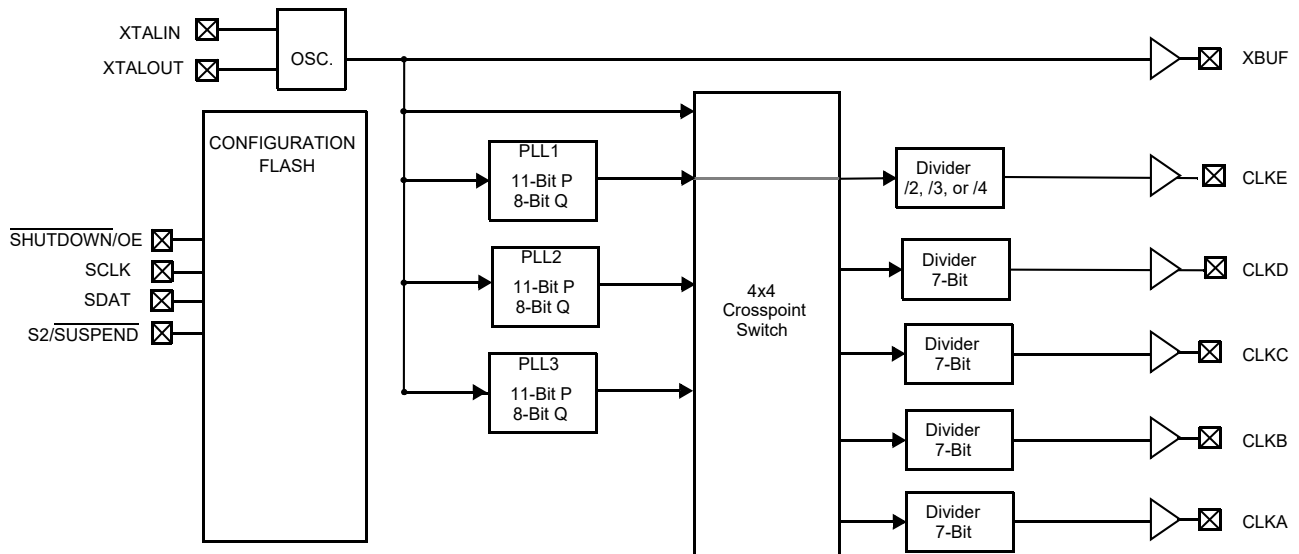 XTALIN
XTALOUT
OSC.
XBUF
CONFIGURATION
FLASH
SHUTDOWN/OE
SCLK
SDAT
S2/SUSPEND
PLL1
11-Bit P
8-Bit Q
PLL2
11-Bit P
8-Bit Q
PLL3
11-Bit P
8-Bit Q
4x4
Crosspoint
Switch
Divider
/2, /3, or /4
CLKE
Divider
7-Bit
CLKD
Divider
7-Bit
CLKC
Divider
7-Bit
CLKB
Divider
7-Bit
CLKA